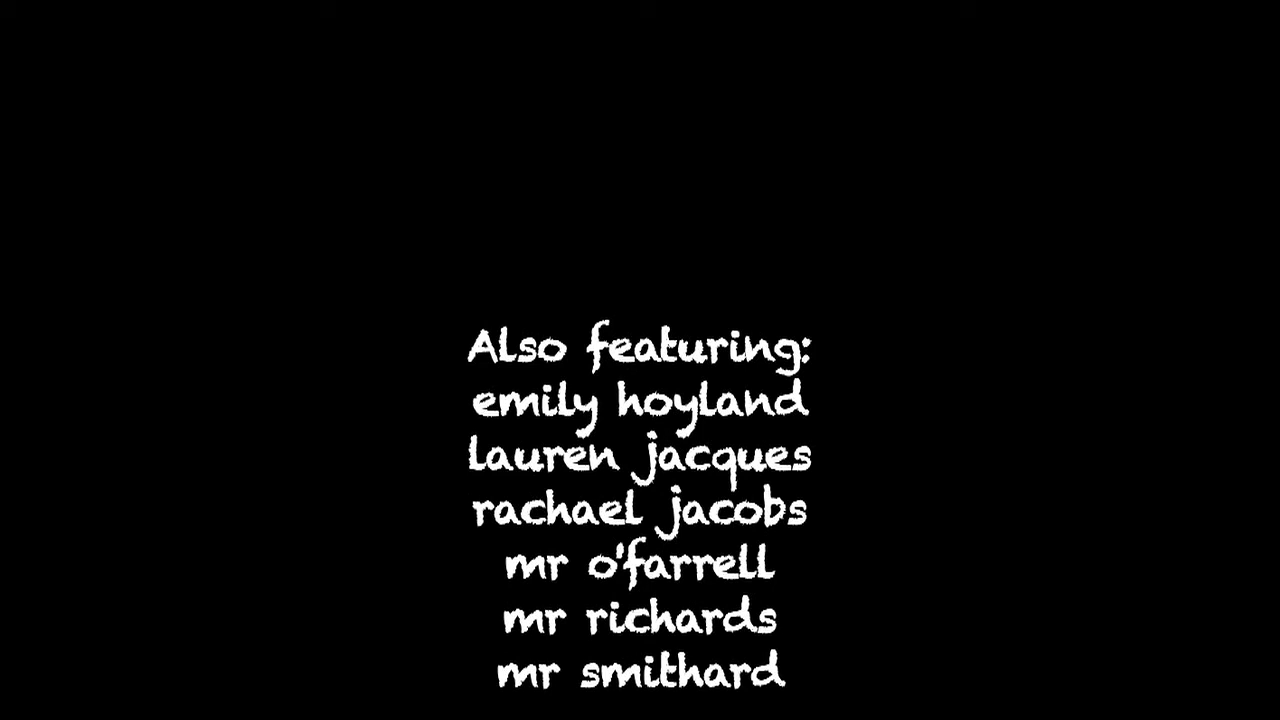 Also featuring:
emily hoyland
lauren jacques
rachael jacobs
mr o'farrell
mr richards
mr smithard